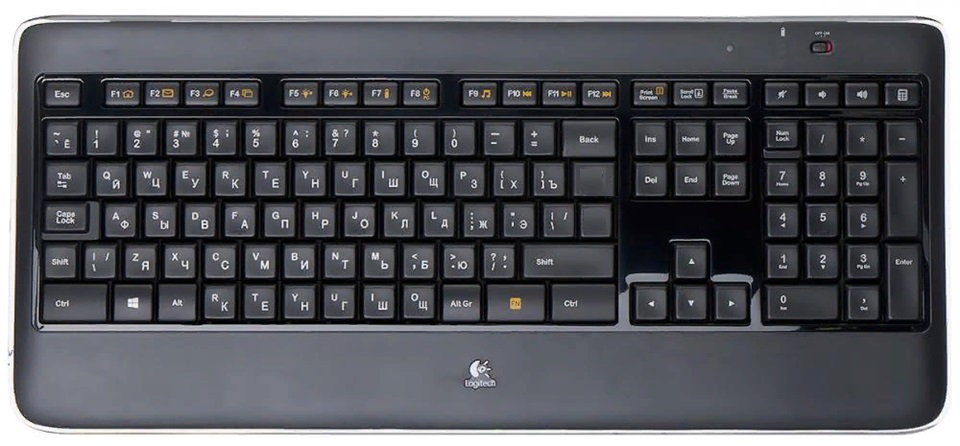 OFF ON
Esc F1 F2 F3 F4 F5 F6 F7 F8 F9 F10 F11 F12 Print Screen Scroll Lock Pause Break
~ ` Ё ! 1 @ " 2 # № 3 $ ; 4 % 5 ^ : 6 & ? 7 * 8 ( 9 ) 0 _ - + = Back Ins Home Page Up Num Lock / * -
Tab Q Й W Ц E У R К T Е Y Н U Г I Ш O Щ P З { [ Х } ] Ъ Del End Page Down 7 Home 8 9 Pg Up +
Caps Lock A Ф S Ы D В F А G П H Р J О K Л L Д : ; Ж " ' Э | \ / 4 5 6
Shift | \ / Z Я X Ч C С V М B И N Т M Ь < , Б > . Ю ? / Shift 1 End 2 3 Pg Dn Enter
Ctrl Alt R К T Е Y Н U Г I Ш O Щ Alt Gr FN Ctrl 0 Ins , Del
Logitech